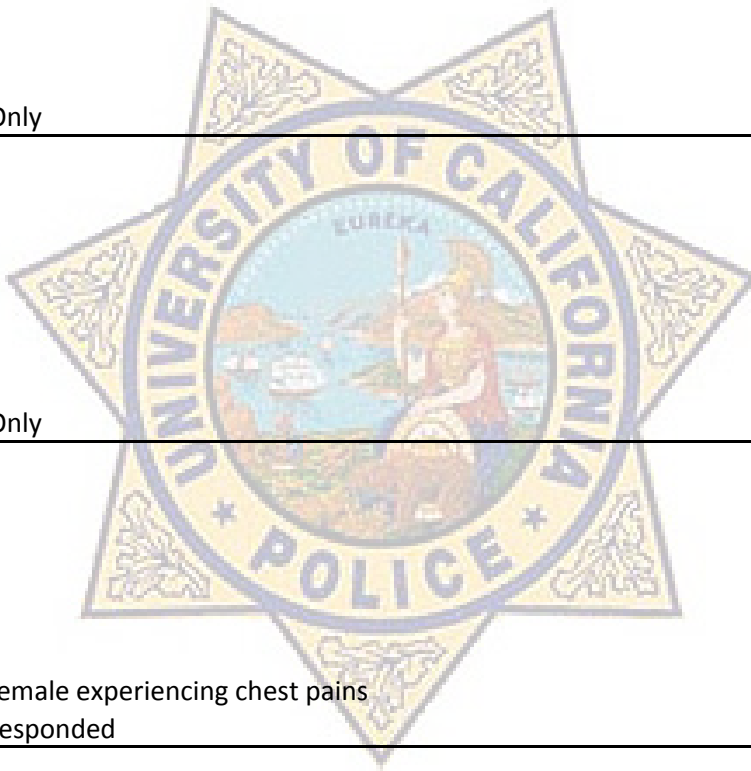 Only
UNIVERSITY OF CALIFORNIA
EUREKA
Only
POLICE
emale experiencing chest pains
esponded